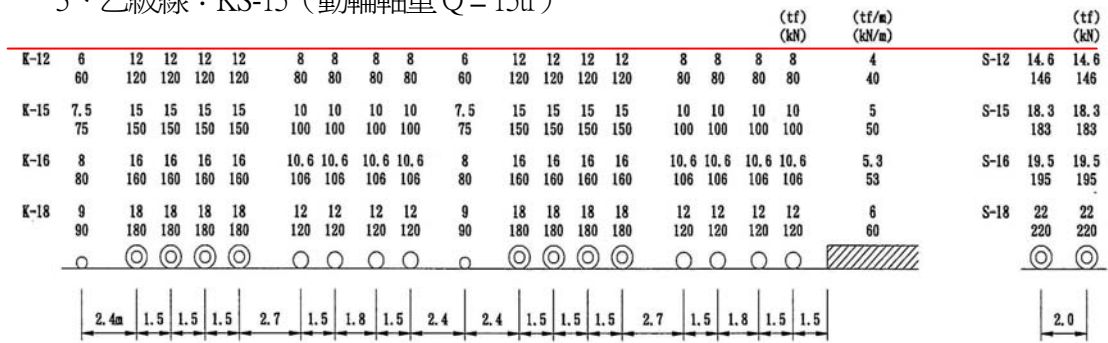 5、乙級線：KS-15（動輪軸重 Q = 15tf）
(tf) (tf/m) (tf)
(kN) (kN/m) (kN)
K-12 6 12 12 12 12 8 8 8 8 6 12 12 12 12 8 8 8 8 4 S-12 14.6 14.6
60 120 120 120 120 80 80 80 80 60 120 120 120 120 80 80 80 80 40 146 146
K-15 7.5 15 15 15 15 10 10 10 10 7.5 15 15 15 15 10 10 10 10 5 S-15 18.3 18.3
75 150 150 150 150 100 100 100 100 75 150 150 150 150 100 100 100 100 50 183 183
K-16 8 16 16 16 16 10.6 10.6 10.6 10.6 8 16 16 16 16 10.6 10.6 10.6 10.6 5.3 S-16 19.5 19.5
80 160 160 160 160 106 106 106 106 80 160 160 160 160 106 106 106 106 53 195 195
K-18 9 18 18 18 18 12 12 12 12 9 18 18 18 18 12 12 12 12 6 S-18 22 22
90 180 180 180 180 120 120 120 120 90 180 180 180 180 120 120 120 120 60 220 220
2.4m 1.5 1.5 1.5 2.7 1.5 1.8 1.5 2.4 2.4 1.5 1.5 1.5 2.7 1.5 1.8 1.5 1.5 2.0